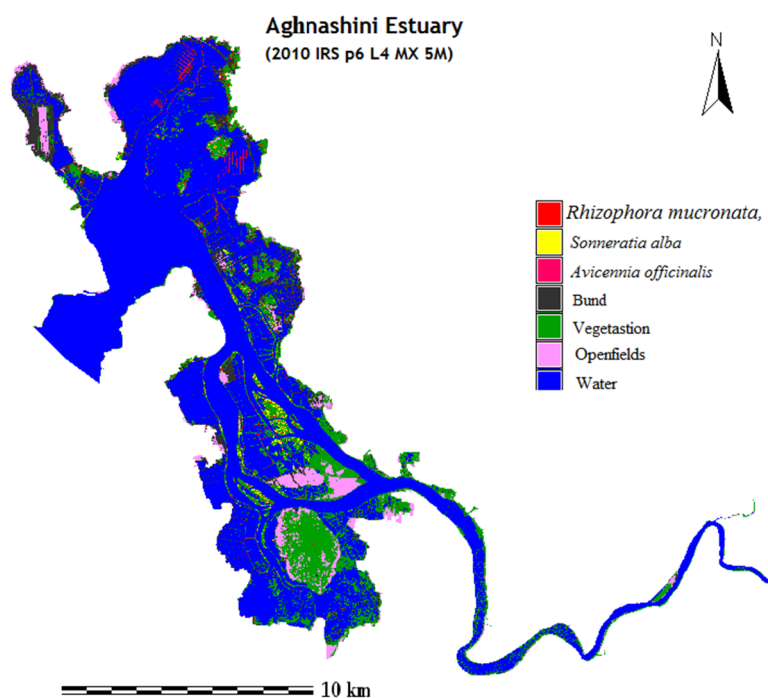 Aghnashini Estuary
(2010 IRS p6 L4 MX 5M)
N
Rhizophora mucronata,
Sonneratia alba
Avicennia officinalis
Bund
Vegetastion
Openfields
Water
10 km